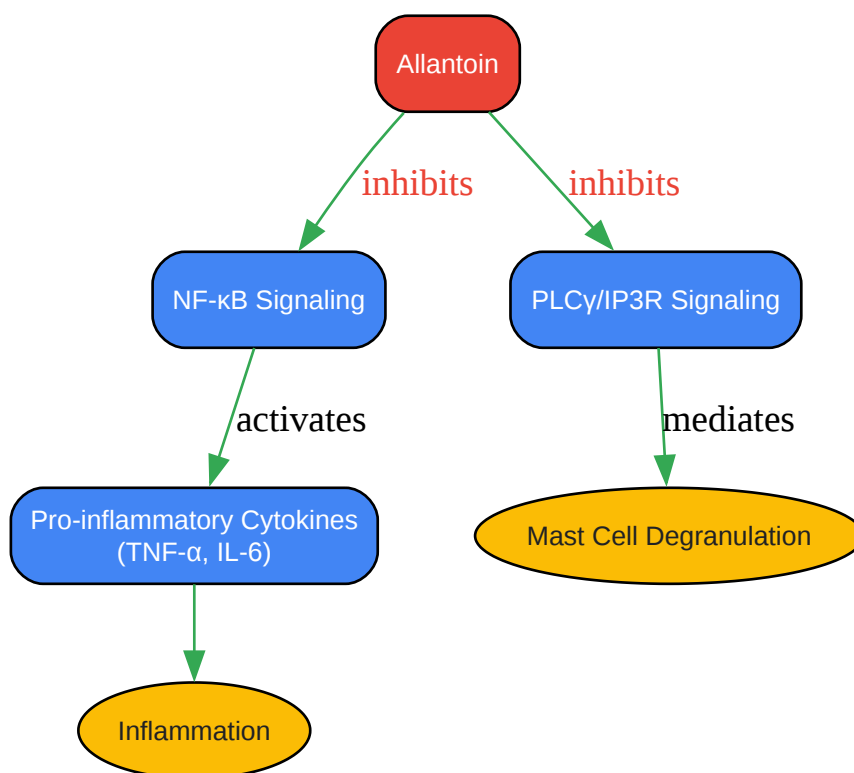 Allantoin
inhibits
inhibits
NF-κB Signaling
PLCγ/IP3R Signaling
activates
mediates
Pro-inflammatory Cytokines
(TNF-α, IL-6)
Mast Cell Degranulation
Inflammation